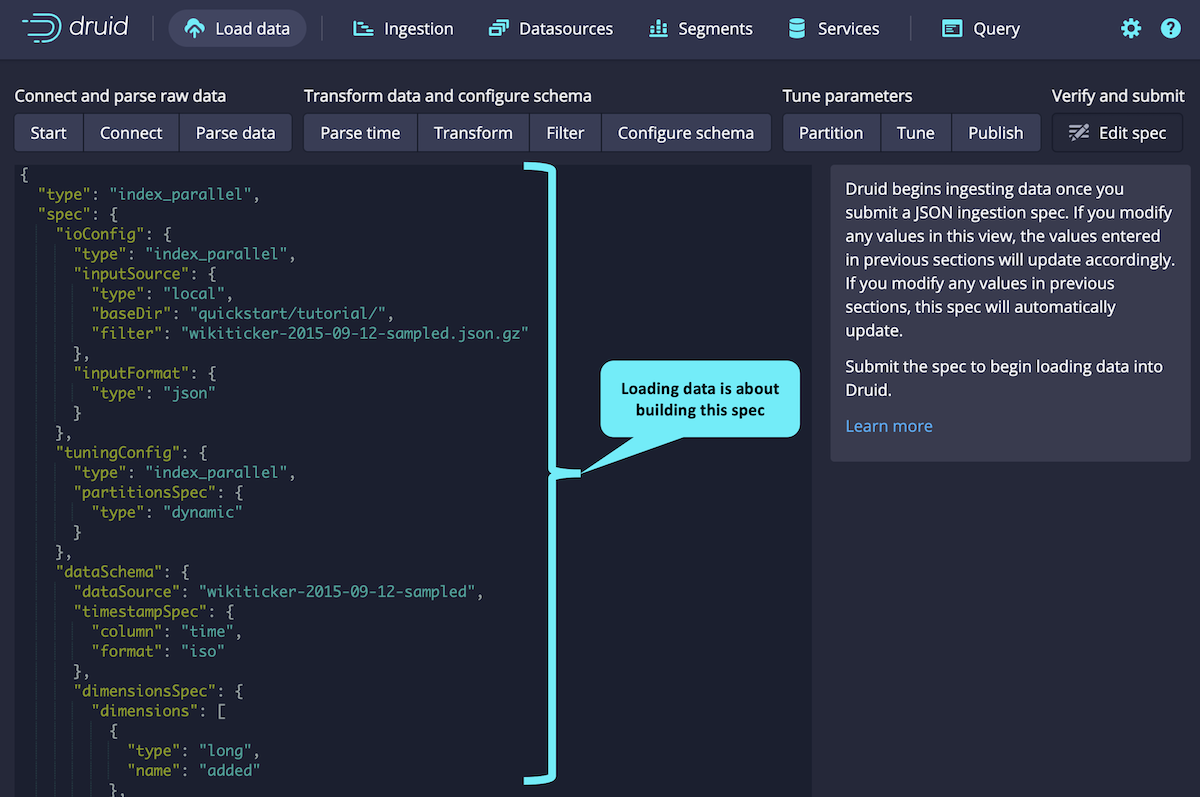 druid
Load data
Ingestion
Datasources
Segments
Services
Query
Connect and parse raw data
Transform data and configure schema
Tune parameters
Verify and submit
Start
Connect
Parse data
Parse time
Transform
Filter
Configure schema
Partition
Tune
Publish
Edit spec
{
"type": "index_parallel",
"spec": {
"ioConfig": {
"type": "index_parallel",
"inputSource": {
"type": "local",
"baseDir": "quickstart/tutorial/",
"filter": "wikiticker-2015-09-12-sampled.json.gz"
},
"inputFormat": {
"type": "json"
}
},
"tuningConfig": {
"type": "index_parallel",
"partitionsSpec": {
"type": "dynamic"
}
},
"dataSchema": {
"dataSource": "wikiticker-2015-09-12-sampled",
"timestampSpec": {
"column": "time",
"format": "iso"
},
"dimensionsSpec": {
"dimensions": [
{
"type": "long",
"name": "added"
},
Loading data is about
building this spec
Druid begins ingesting data once you
submit a JSON ingestion spec. If you modify
any values in this view, the values entered
in previous sections will update accordingly.
If you modify any values in previous
sections, this spec will automatically
update.
Submit the spec to begin loading data into
Druid.
Learn more